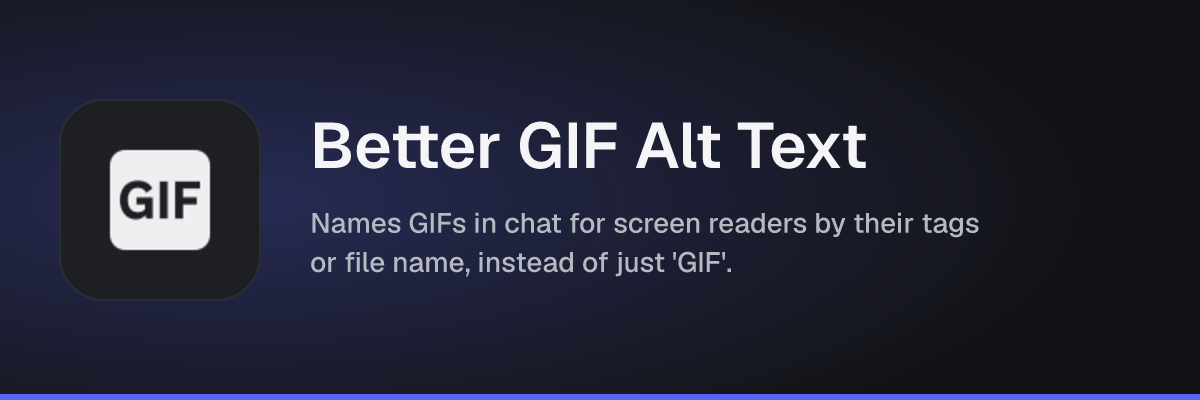 GIF
Better GIF Alt Text
Names GIFs in chat for screen readers by their tags
or file name, instead of just 'GIF'.